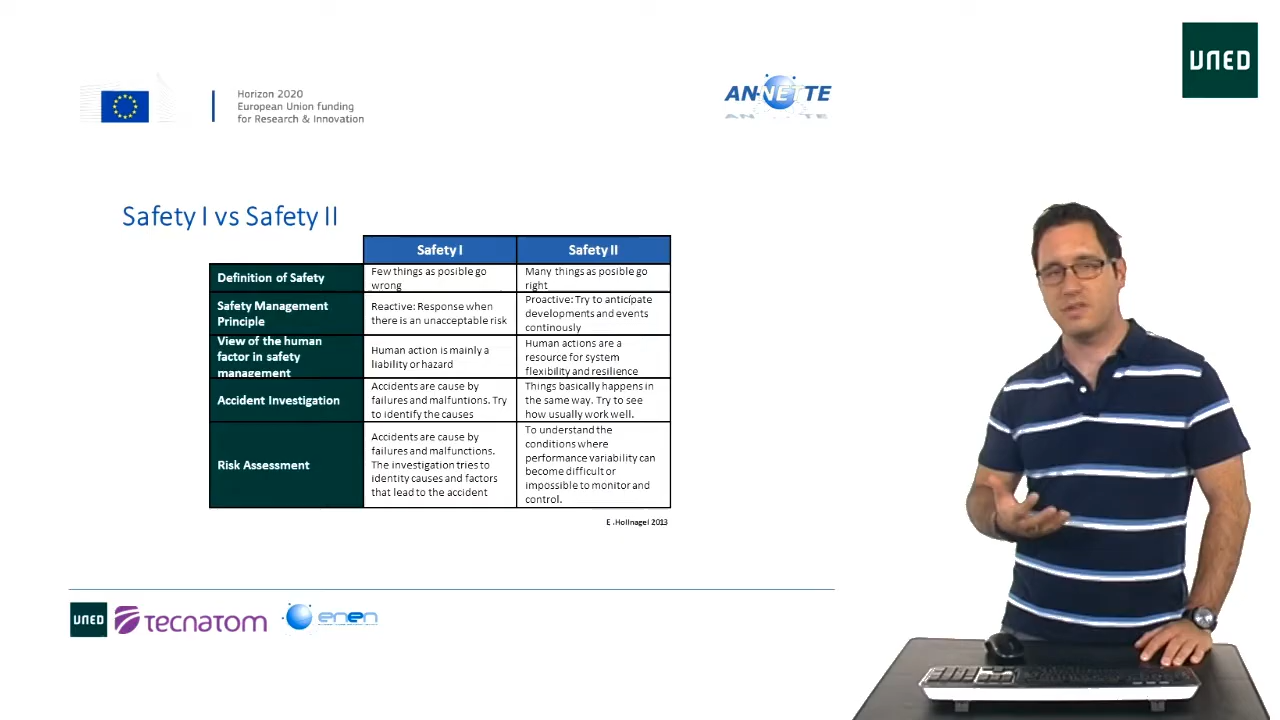 UNED
Horizon 2020
European Union funding
for Research & Innovation
ANNETTE
Safety I vs Safety II
Safety I
Safety II
Definition of Safety
Few things as posible go
wrong
Many things as posible go
right
Safety Management
Principle
Reactive: Response when
there is an unacceptable risk
Proactive: Try to anticipate
developments and events
continously
View of the human
factor in safety
management
Human action is mainly a
liability or hazard
Human actions are a
resource for system
flexibility and resilience
Accident Investigation
Accidents are cause by
failures and malfuntions. Try
to identify the causes
Things basically happens in
the same way. Try to see
how usually work well.
Risk Assessment
Accidents are cause by
failures and malfunctions.
The investigation tries to
identity causes and factors
that lead to the accident
To understand the
conditions where
performance variability can
become difficult or
impossible to monitor and
control.
E .Hollnagel 2013
UNED
tecnatom
enen